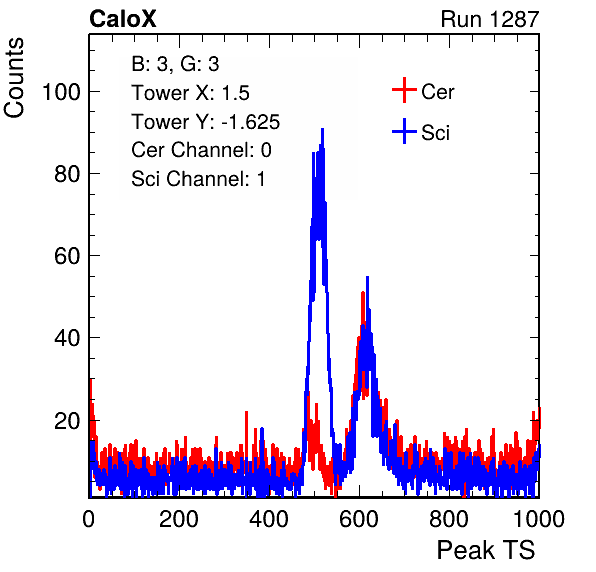 CaloX Run 1287
Counts
B: 3, G: 3
Tower X: 1.5
Tower Y: -1.625
Cer Channel: 0
Sci Channel: 1
Cer
Sci
100
80
60
40
20
0 200 400 600 800 1000
Peak TS